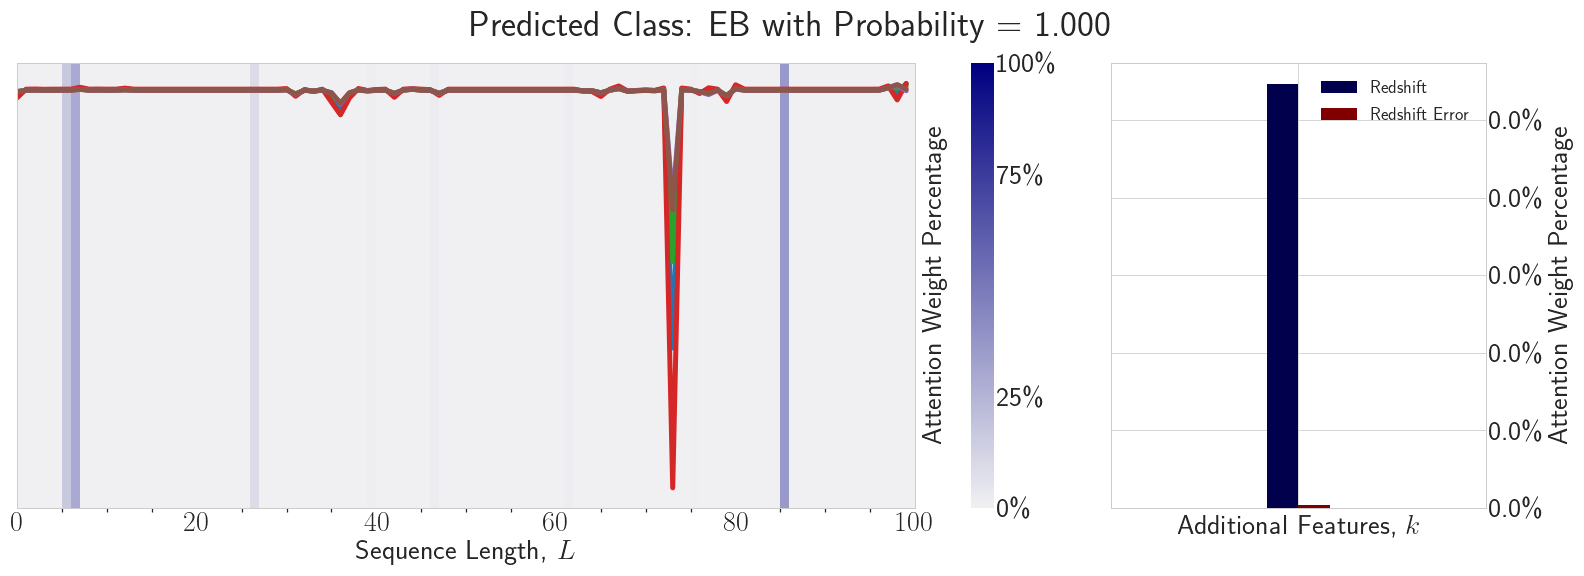 Predicted Class: EB with Probability = 1.000
0
20
40
60
80
100
Sequence Length, L
100%
75%
25%
0%
Attention Weight Percentage
Redshift
Redshift Error
0.0%
0.0%
0.0%
0.0%
0.0%
0.0%
Attention Weight Percentage
Additional Features, k